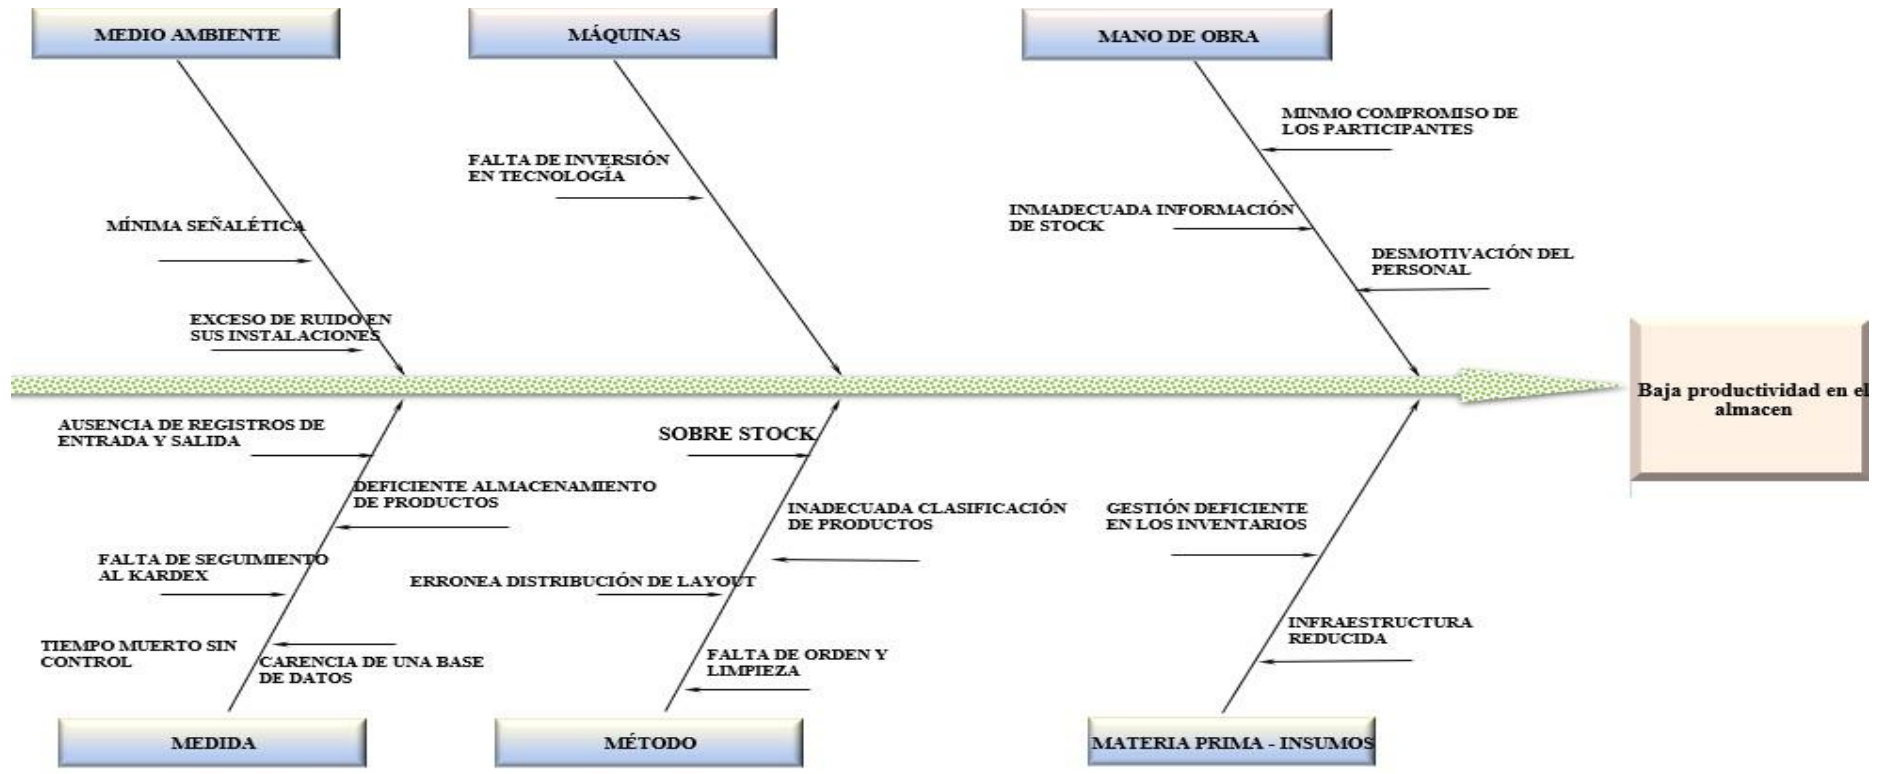 MEDIO AMBIENTE
MÁQUINAS
MANO DE OBRA
MINMO COMPROMISO DE
LOS PARTICIPANTES
FALTA DE INVERSIÓN
EN TECNOLOGÍA
INMADECUADA INFORMACIÓN
DE STOCK
MÍNIMA SEÑALÉTICA
DESMOTIVACIÓN DEL
PERSONAL
EXCESO DE RUIDO EN
SUS INSTALACIONES
Baja productividad en el
almacen
AUSENCIA DE REGISTROS DE
ENTRADA Y SALIDA
SOBRE STOCK
DEFICIENTE ALMACENAMIENTO
DE PRODUCTOS
INADECUADA CLASIFICACIÓN
DE PRODUCTOS
GESTIÓN DEFICIENTE
EN LOS INVENTARIOS
FALTA DE SEGUIMIENTO
AL KARDEX
ERRONEA DISTRIBUCIÓN DE LAYOUT
INFRAESTRUCTURA
REDUCIDA
TIEMPO MUERTO SIN
CONTROL
CARENCIA DE UNA BASE
DE DATOS
FALTA DE ORDEN Y
LIMPIEZA
MEDIDA
MÉTODO
MATERIA PRIMA - INSUMOS